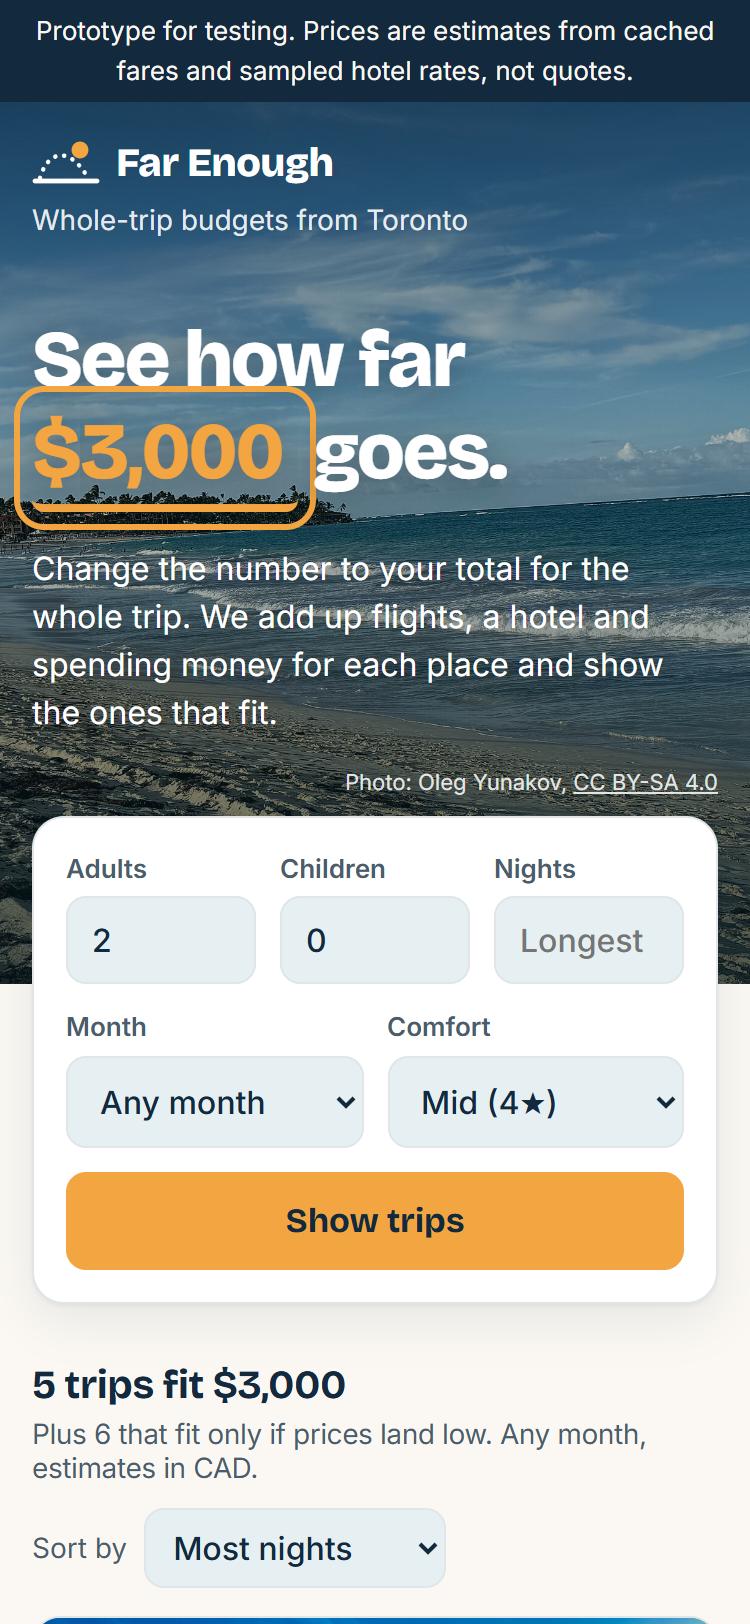 Prototype for testing. Prices are estimates from cached
fares and sampled hotel rates, not quotes.
Far Enough
Whole-trip budgets from Toronto
See how far
$3,000 goes.
Change the number to your total for the
whole trip. We add up flights, a hotel and
spending money for each place and show
the ones that fit.
Photo: Oleg Yunakov, CC BY-SA 4.0
Adults Children Nights
2 0 Longest
Month Comfort
Any month Mid (4★)
Show trips
5 trips fit $3,000
Plus 6 that fit only if prices land low. Any month,
estimates in CAD.
Sort by Most nights